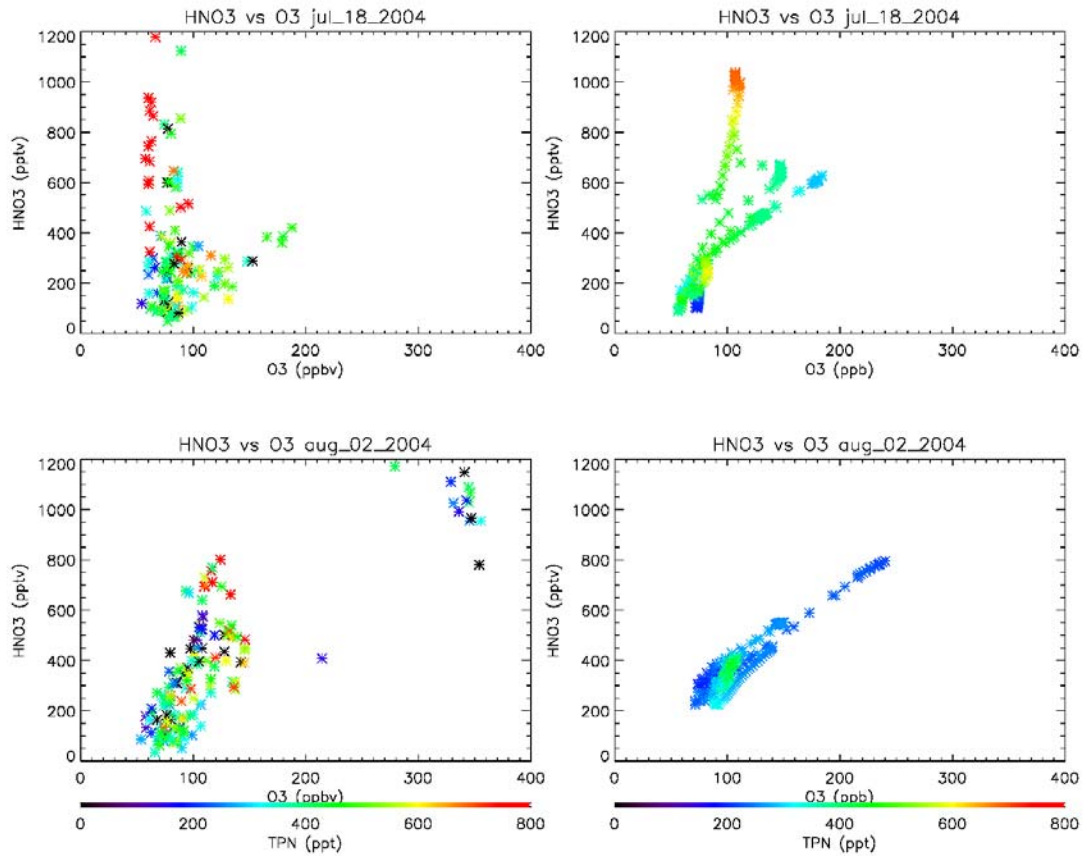 HNO3 vs O3 jul_18_2004
1200
1000
800
600
400
200
0
HNO3 (pptv)
0 100 200 300 400
O3 (ppbv)
HNO3 vs O3 jul_18_2004
1200
1000
800
600
400
200
0
HNO3 (pptv)
0 100 200 300 400
O3 (ppb)
HNO3 vs O3 aug_02_2004
1200
1000
800
600
400
200
0
HNO3 (pptv)
0 100 200 300 400
O3 (ppbv)
0 200 400 600 800
TPN (ppt)
HNO3 vs O3 aug_02_2004
1200
1000
800
600
400
200
0
HNO3 (pptv)
0 100 200 300 400
O3 (ppb)
0 200 400 600 800
TPN (ppt)